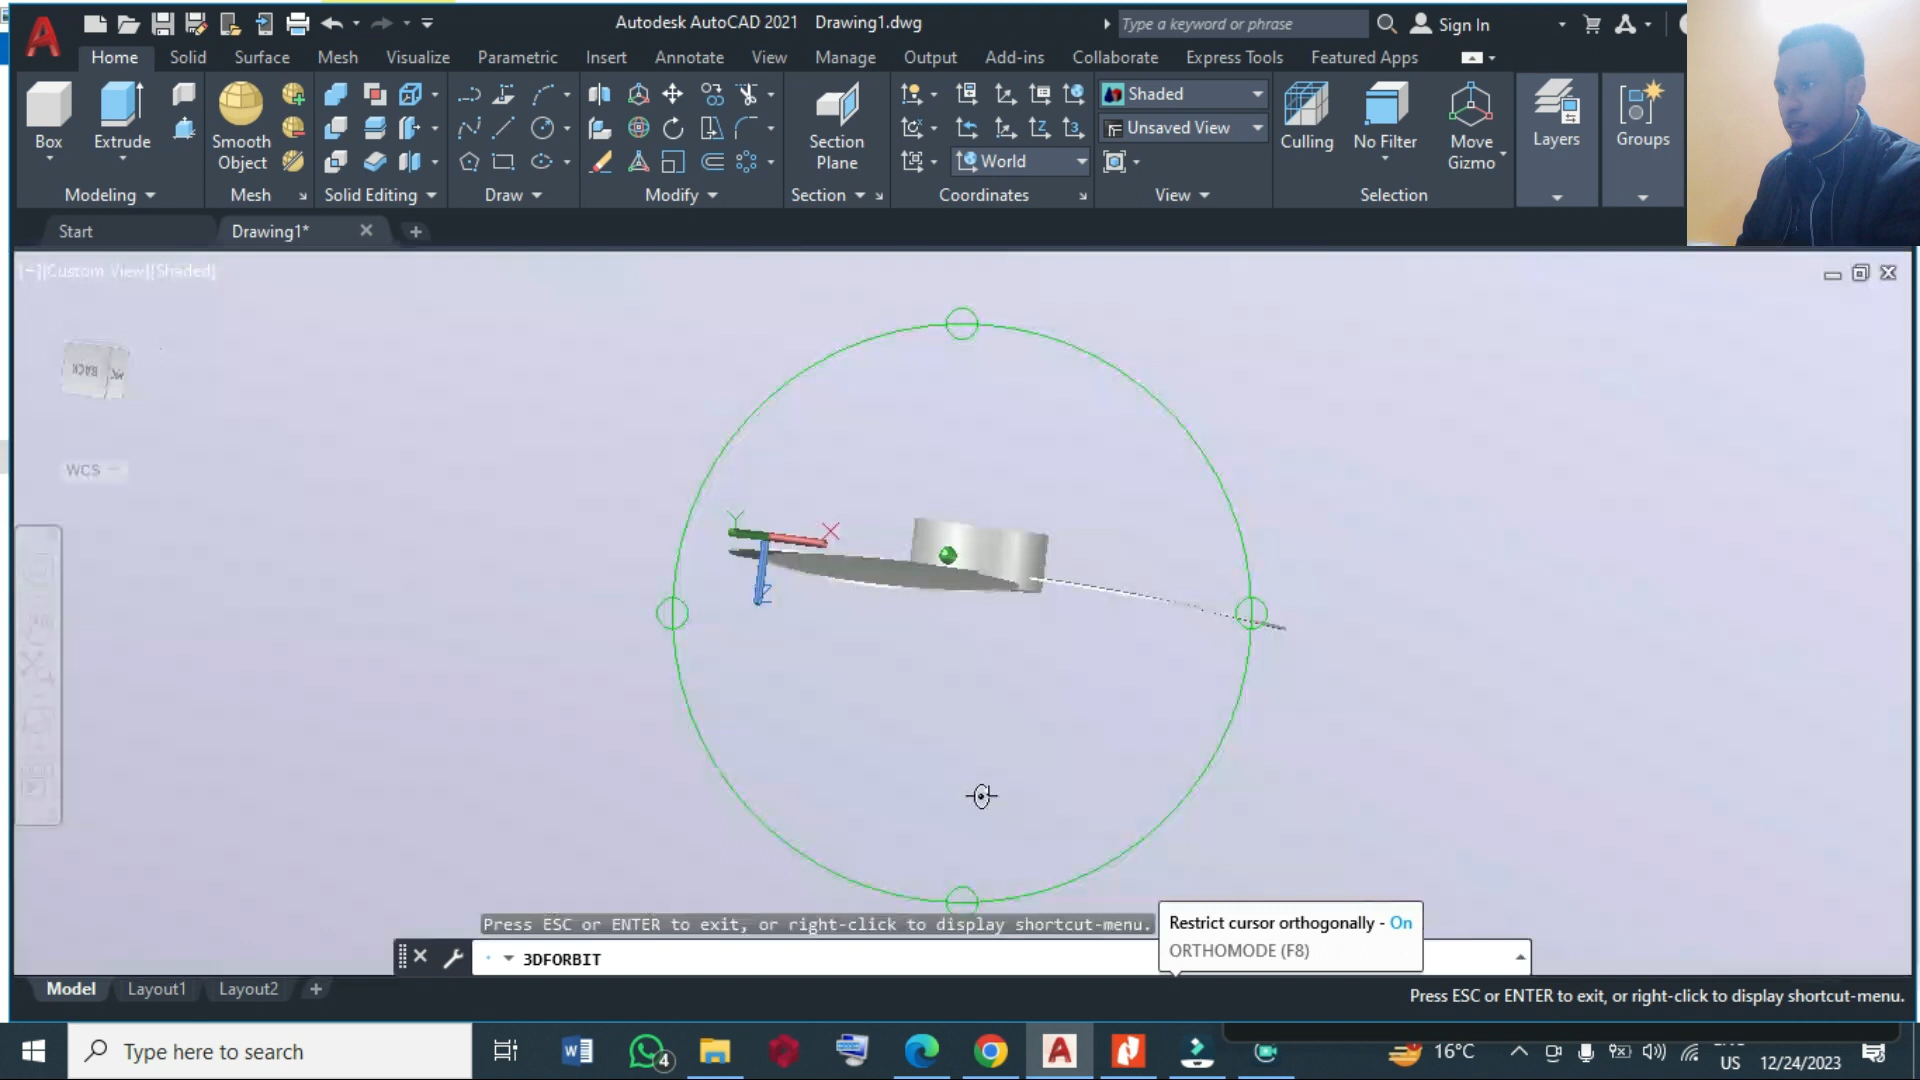 Autodesk AutoCAD 2021 Drawing1.dwg
Type a keyword or phrase
Sign In
Home Solid Surface Mesh Visualize Parametric Insert Annotate View Manage Output Add-ins Collaborate Express Tools Featured Apps
Box
Extrude
Smooth
Object
Section
Plane
Shaded
Unsaved View
World
Culling
No Filter
Move
Gizmo
Layers
Groups
Modeling Mesh Solid Editing Draw Modify Section Coordinates View Selection
Start
Drawing1*
[−][Custom View][Shaded]
BACK
WCS
Y
X
Z
Press ESC or ENTER to exit, or right-click to display shortcut-menu.
Restrict cursor orthogonally - On
ORTHOMODE (F8)
3DFORBIT
Model Layout1 Layout2
Press ESC or ENTER to exit, or right-click to display shortcut-menu.
Type here to search
4
16°C
US
12/24/2023